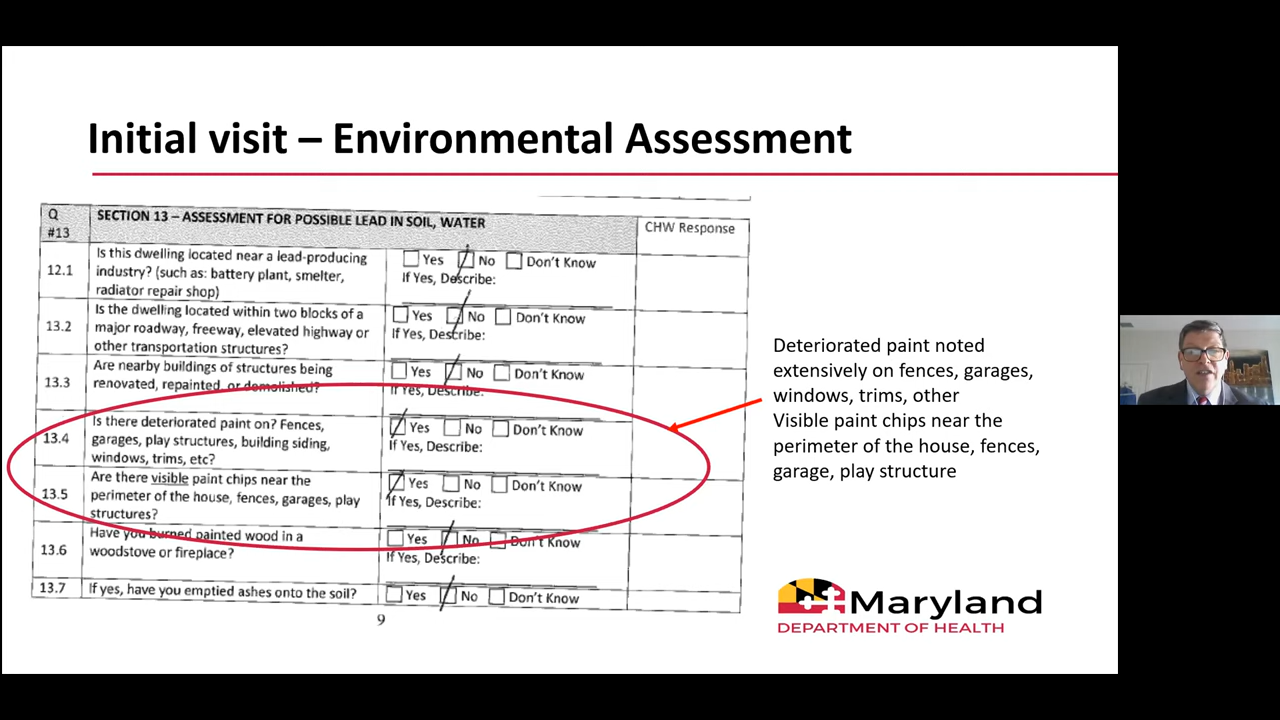 Initial visit – Environmental Assessment
Q
#13
SECTION 13 – ASSESSMENT FOR POSSIBLE LEAD IN SOIL, WATER
CHW Response
12.1
Is this dwelling located near a lead-producing
industry? (such as: battery plant, smelter,
radiator repair shop)
Yes No Don't Know
If Yes, Describe:
13.2
Is the dwelling located within two blocks of a
major roadway, freeway, elevated highway or
other transportation structures?
Yes No Don't Know
If Yes, Describe:
13.3
Are nearby buildings of structures being
renovated, repainted, or demolished?
Yes No Don't Know
If Yes, Describe:
13.4
Is there deteriorated paint on? Fences,
garages, play structures, building siding,
windows, trims, etc?
Yes No Don't Know
If Yes, Describe:
13.5
Are there visible paint chips near the
perimeter of the house, fences, garages, play
structures?
Yes No Don't Know
If Yes, Describe:
13.6
Have you burned painted wood in a
woodstove or fireplace?
Yes No Don't Know
If Yes, Describe:
13.7
If yes, have you emptied ashes onto the soil?
Yes No Don't Know
9
Deteriorated paint noted
extensively on fences, garages,
windows, trims, other
Visible paint chips near the
perimeter of the house, fences,
garage, play structure
Maryland
DEPARTMENT OF HEALTH